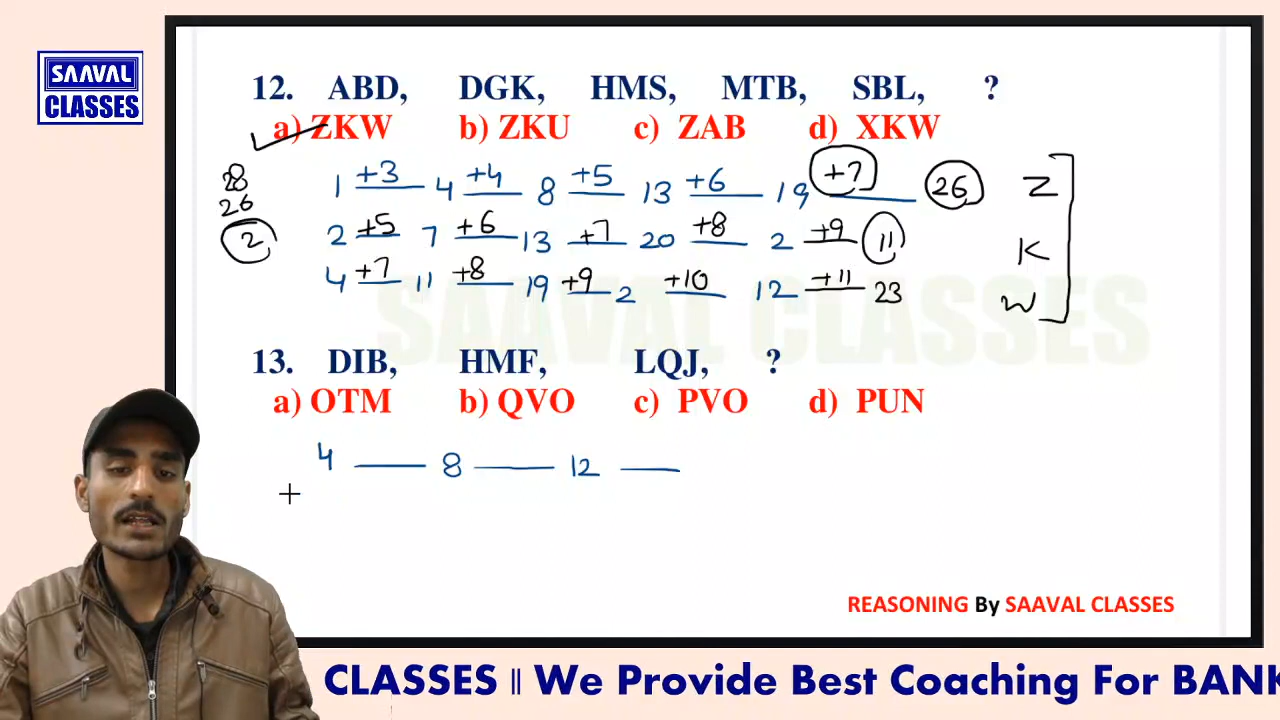 SAAVAL
CLASSES
12. ABD, DGK, HMS, MTB, SBL, ?
a) ZKW b) ZKU c) ZAB d) XKW
28
26
2
1 +3 4 +4 8 +5 13 +6 19 +7 26 Z
2 +5 7 +6 13 +7 20 +8 2 +9 11 K
4 +7 11 +8 19 +9 2 +10 12 +11 23 W
SAAVAL CLASSES
13. DIB, HMF, LQJ, ?
a) OTM b) QVO c) PVO d) PUN
4 8 12
REASONING By SAAVAL CLASSES
CLASSES || We Provide Best Coaching For BANK